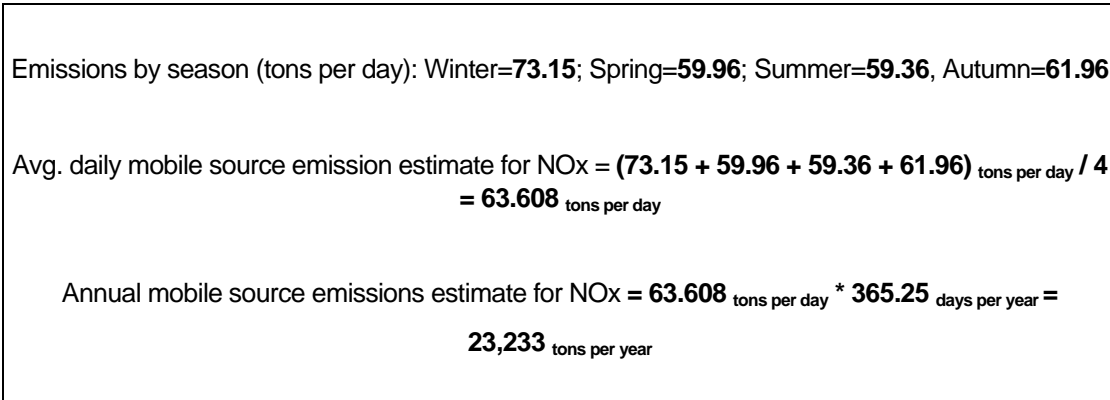 Emissions by season (tons per day): Winter=73.15; Spring=59.96; Summer=59.36, Autumn=61.96
Avg. daily mobile source emission estimate for NOx = (73.15 + 59.96 + 59.36 + 61.96) tons per day / 4
= 63.608 tons per day
Annual mobile source emissions estimate for NOx = 63.608 tons per day * 365.25 days per year =
23,233 tons per year